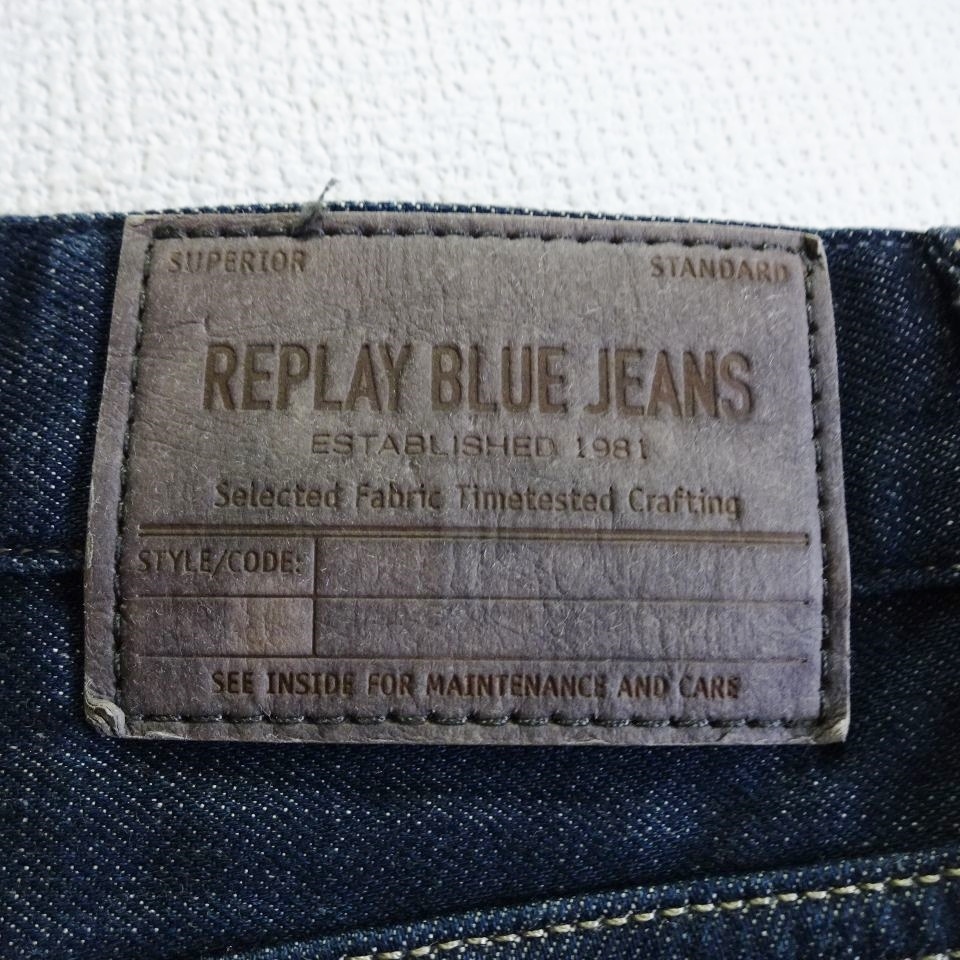 SUPERIOR STANDARD
REPLAY BLUE JEANS
ESTABLISHED 1981
Selected Fabric Timetested Crafting
STYLE/CODE:
SEE INSIDE FOR MAINTENANCE AND CARE